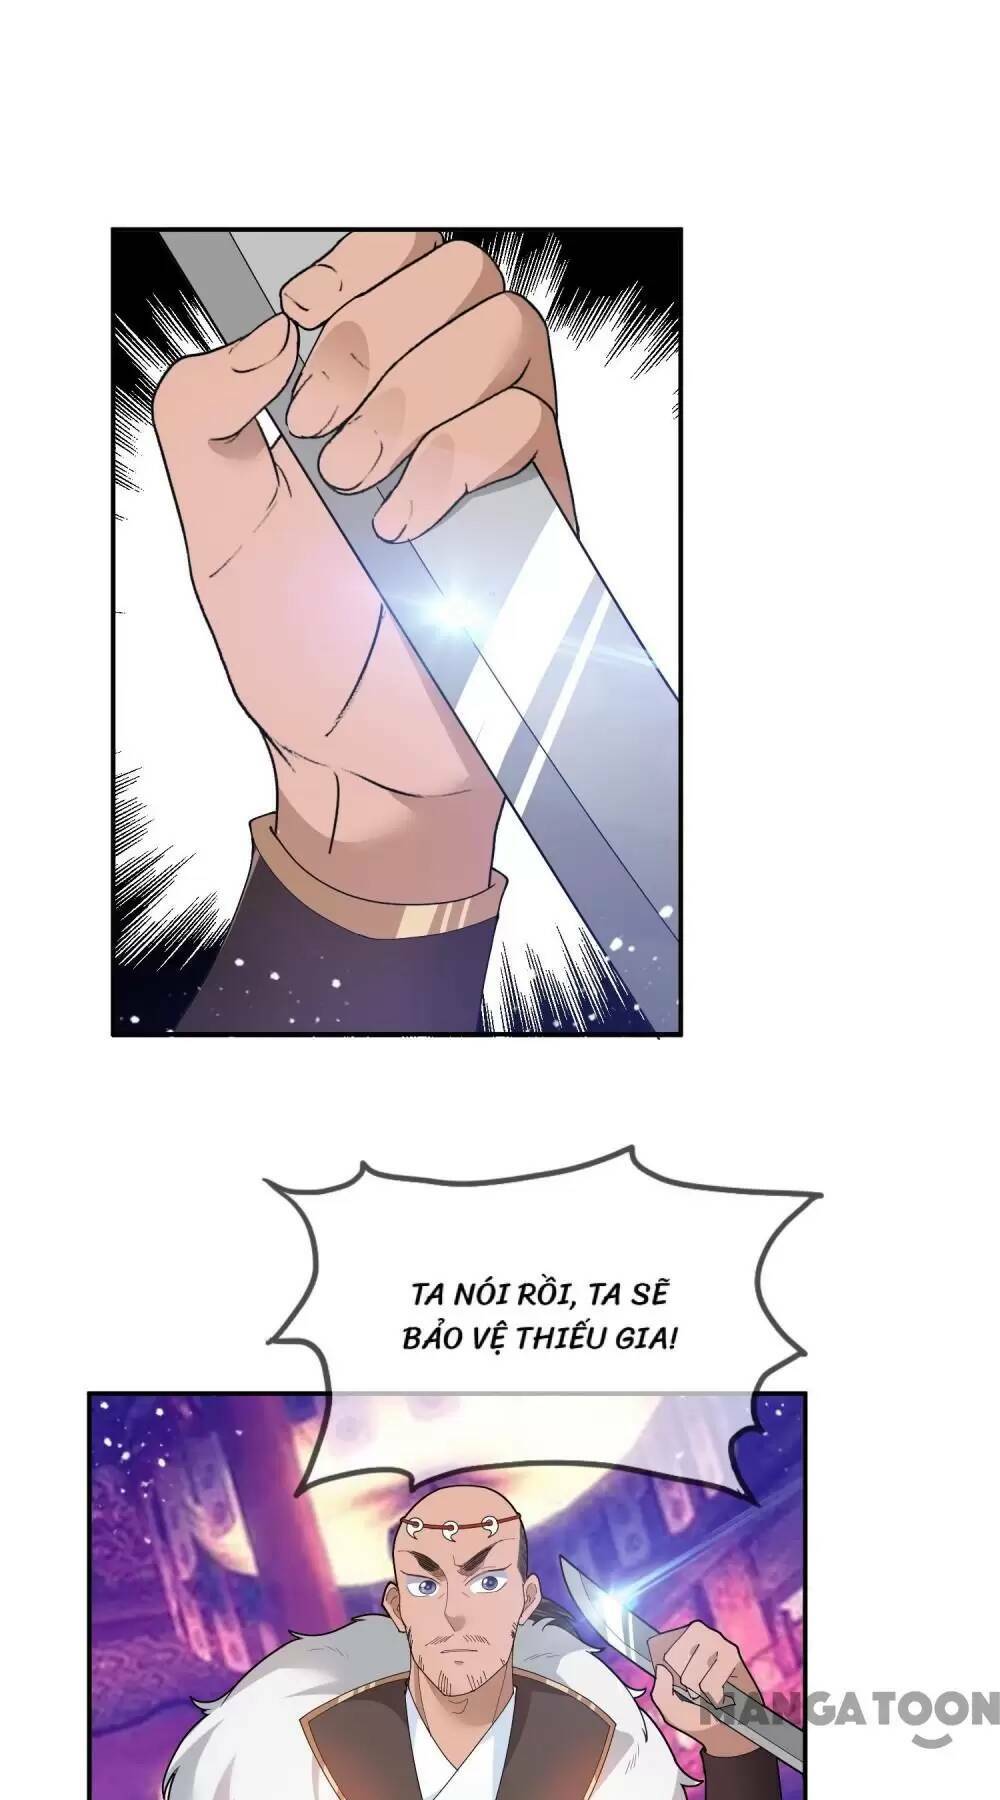 TA NÓI RỒI, TA SẼ
BẢO VỆ THIẾU GIA!
MANGATOON